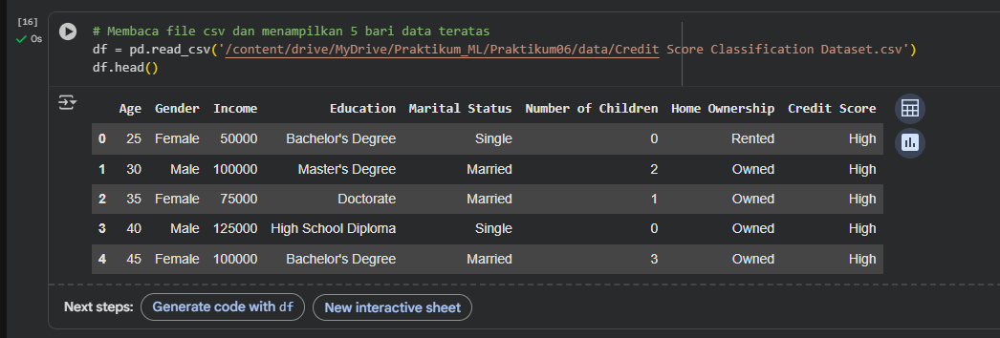 [16]
0s
# Membaca file csv dan menampilkan 5 bari data teratas
df = pd.read_csv('/content/drive/MyDrive/Praktikum_ML/Praktikum06/data/Credit Score Classification Dataset.csv')
df.head()
Age Gender Income Education Marital Status Number of Children Home Ownership Credit Score
0 25 Female 50000 Bachelor's Degree Single 0 Rented High
1 30 Male 100000 Master's Degree Married 2 Owned High
2 35 Female 75000 Doctorate Married 1 Owned High
3 40 Male 125000 High School Diploma Single 0 Owned High
4 45 Female 100000 Bachelor's Degree Married 3 Owned High
Next steps: Generate code with df New interactive sheet